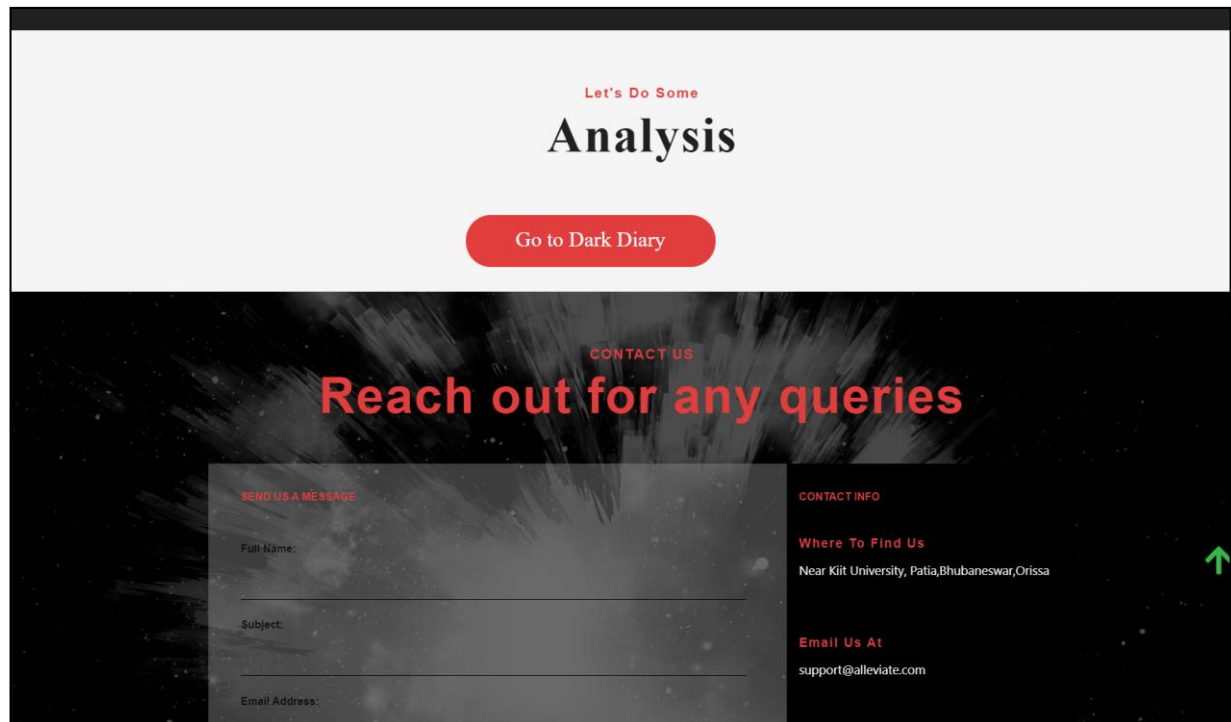 Let's Do Some
Analysis
Go to Dark Diary
CONTACT US
Reach out for any queries
SEND US A MESSAGE
Full Name:
Subject:
Email Address:
CONTACT INFO
Where To Find Us
Near Kiit University, Patia,Bhubaneswar,Orissa
Email Us At
support@alleviate.com